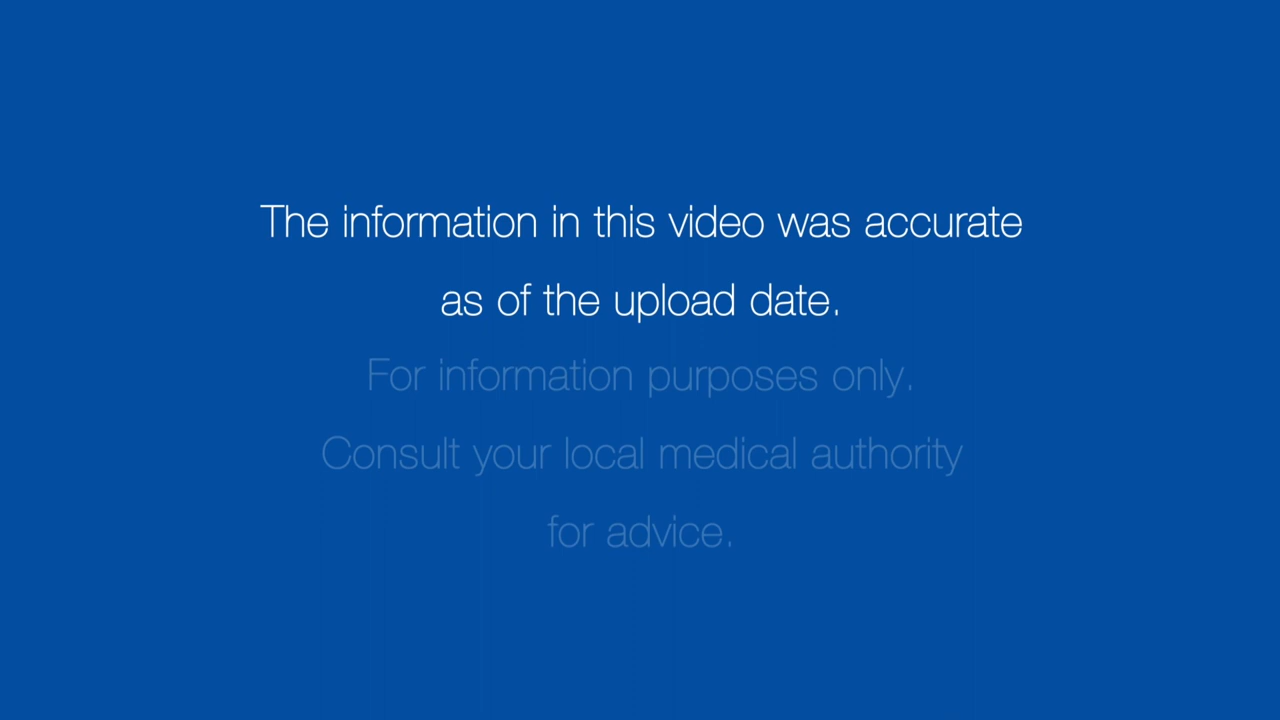 The information in this video was accurate
as of the upload date.
For information purposes only.
Consult your local medical authority
for advice.